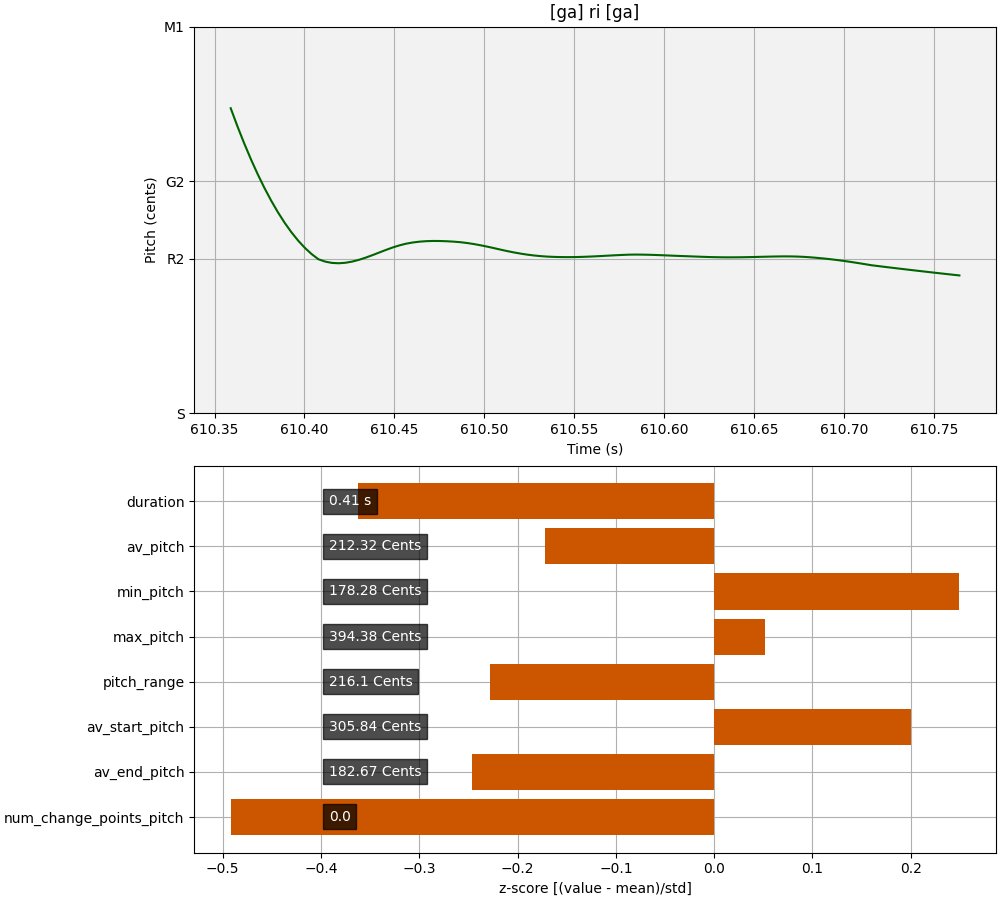 [ga] ri [ga]
M1
G2
R2
S
Pitch (cents)
610.35 610.40 610.45 610.50 610.55 610.60 610.65 610.70 610.75
Time (s)
duration 0.41 s
av_pitch 212.32 Cents
min_pitch 178.28 Cents
max_pitch 394.38 Cents
pitch_range 216.1 Cents
av_start_pitch 305.84 Cents
av_end_pitch 182.67 Cents
num_change_points_pitch 0.0
−0.5 −0.4 −0.3 −0.2 −0.1 0.0 0.1 0.2
z-score [(value - mean)/std]